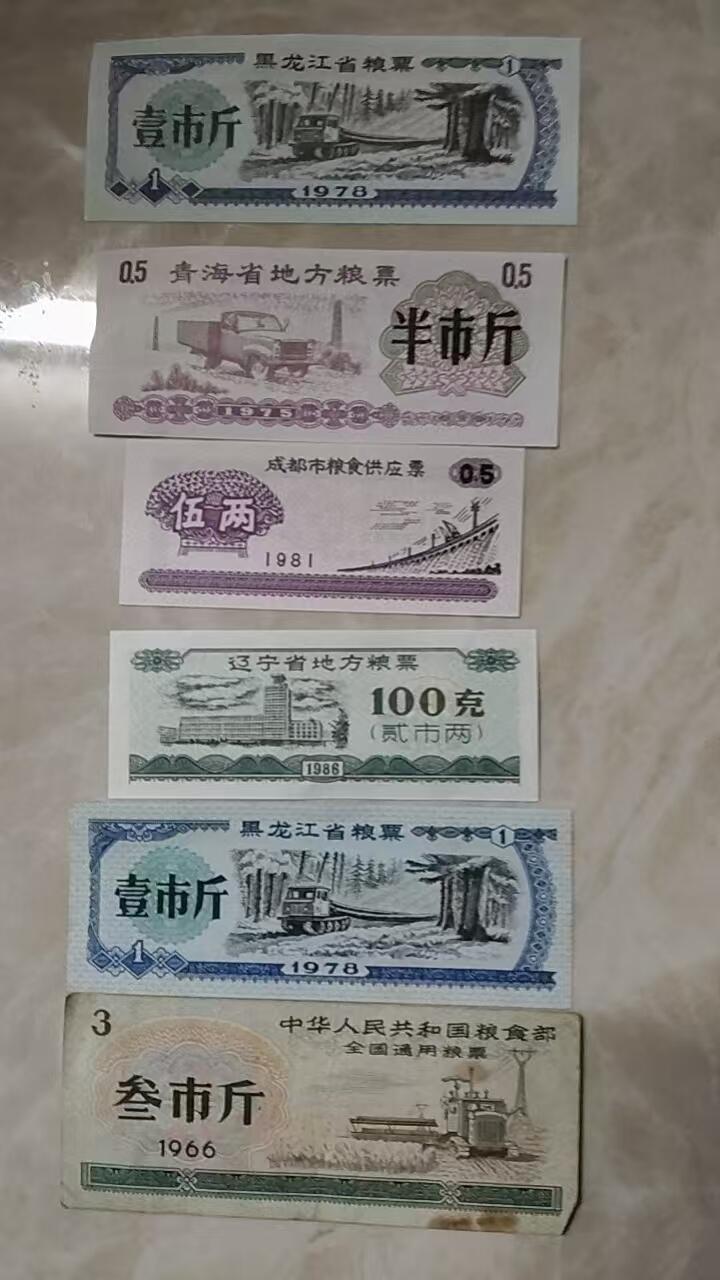 黑龙江省粮票
1
壹市斤
1
1978
0.5
青海省地方粮票
0.5
半市斤
1975
成都市粮食供应票
0.5
伍两
1981
辽宁省地方粮票
100克
(贰市两)
1986
黑龙江省粮票
1
壹市斤
1
1978
3
中华人民共和国粮食部
全国通用粮票
叁市斤
1966